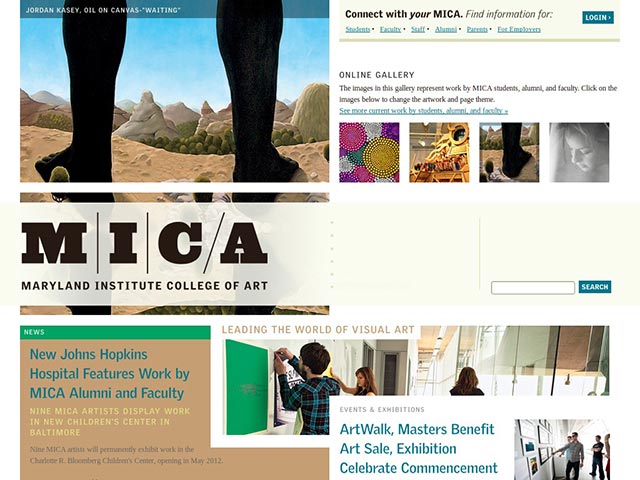 JORDAN KASEY, OIL ON CANVAS-"WAITING"
Connect with your MICA. Find information for:
LOGIN ›
Students • Faculty • Staff • Alumni • Parents • For Employers
ONLINE GALLERY
The images in this gallery represent work by MICA students, alumni, and faculty. Click on the
images below to change the artwork and page theme.
See more current work by students, alumni, and faculty »
M|I|C/A
MARYLAND INSTITUTE COLLEGE OF ART
SEARCH
NEWS
LEADING THE WORLD OF VISUAL ART
New Johns Hopkins
Hospital Features Work by
MICA Alumni and Faculty
NINE MICA ARTISTS DISPLAY WORK
IN NEW CHILDREN'S CENTER IN
BALTIMORE
Nine MICA artists will permanently exhibit work in the
Charlotte R. Bloomberg Children's Center, opening in May 2012.
EVENTS & EXHIBITIONS
ArtWalk, Masters Benefit
Art Sale, Exhibition
Celebrate Commencement